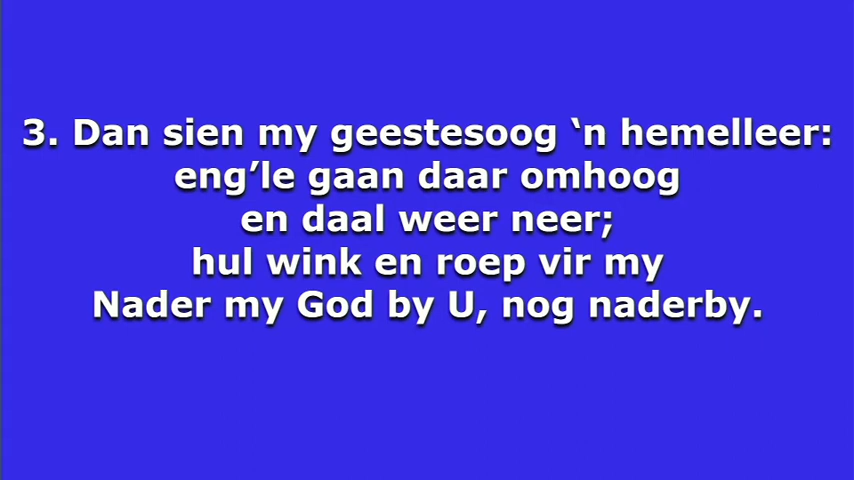 3. Dan sien my geestesoog ‘n hemelleer:
eng’le gaan daar omhoog
en daal weer neer;
hul wink en roep vir my
Nader my God by U, nog naderby.